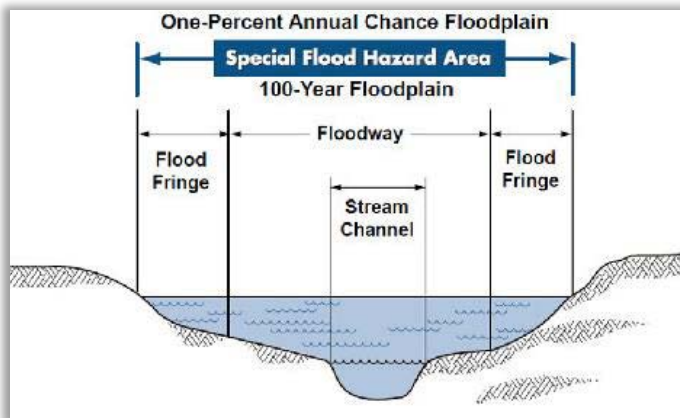 One-Percent Annual Chance Floodplain
Special Flood Hazard Area
100-Year Floodplain
Floodway
Flood
Fringe
Flood
Fringe
Stream
Channel